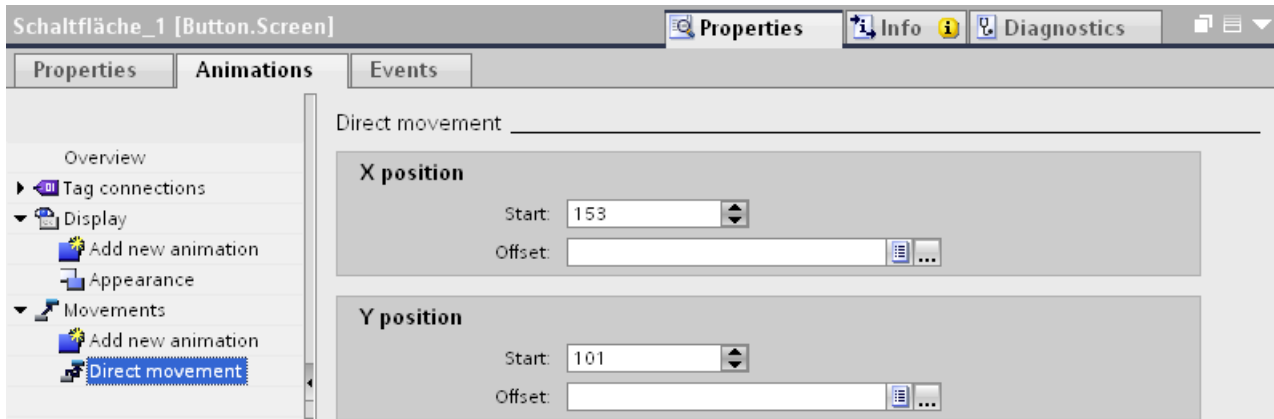 Schaltfläche_1 [Button.Screen]
Properties
Info
Diagnostics
Properties
Animations
Events
Direct movement
Overview
Tag connections
Display
Add new animation
Appearance
Movements
Add new animation
Direct movement
X position
Start: 153
Offset:
...
Y position
Start: 101
Offset:
...